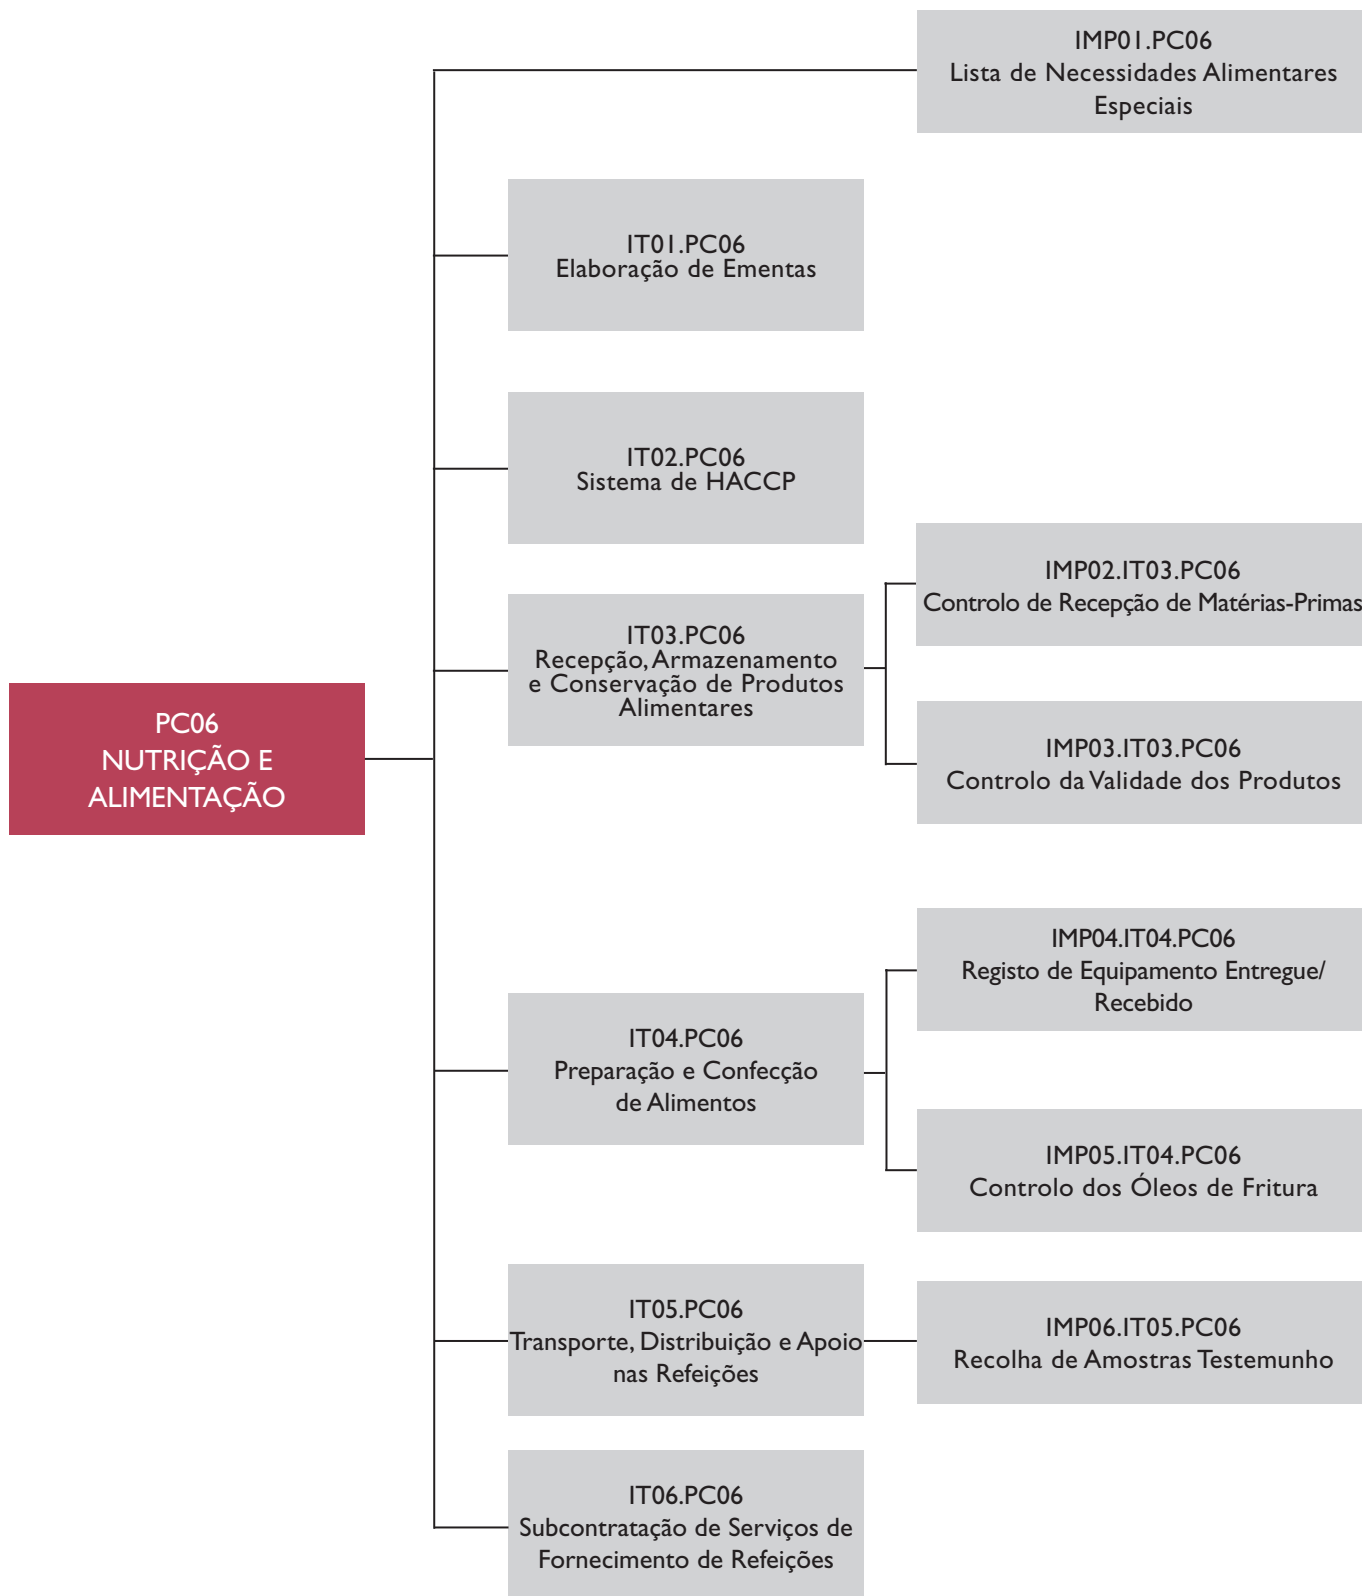 IMP01.PC06
Lista de Necessidades Alimentares
Especiais
IT01.PC06
Elaboração de Ementas
IT02.PC06
Sistema de HACCP
IMP02.IT03.PC06
Controlo de Recepção de Matérias-Primas
IT03.PC06
Recepção, Armazenamento
e Conservação de Produtos
Alimentares
IMP03.IT03.PC06
Controlo da Validade dos Produtos
PC06
NUTRIÇÃO E
ALIMENTAÇÃO
IMP04.IT04.PC06
Registo de Equipamento Entregue/
Recebido
IT04.PC06
Preparação e Confecção
de Alimentos
IMP05.IT04.PC06
Controlo dos Óleos de Fritura
IT05.PC06
Transporte, Distribuição e Apoio
nas Refeições
IMP06.IT05.PC06
Recolha de Amostras Testemunho
IT06.PC06
Subcontratação de Serviços de
Fornecimento de Refeições